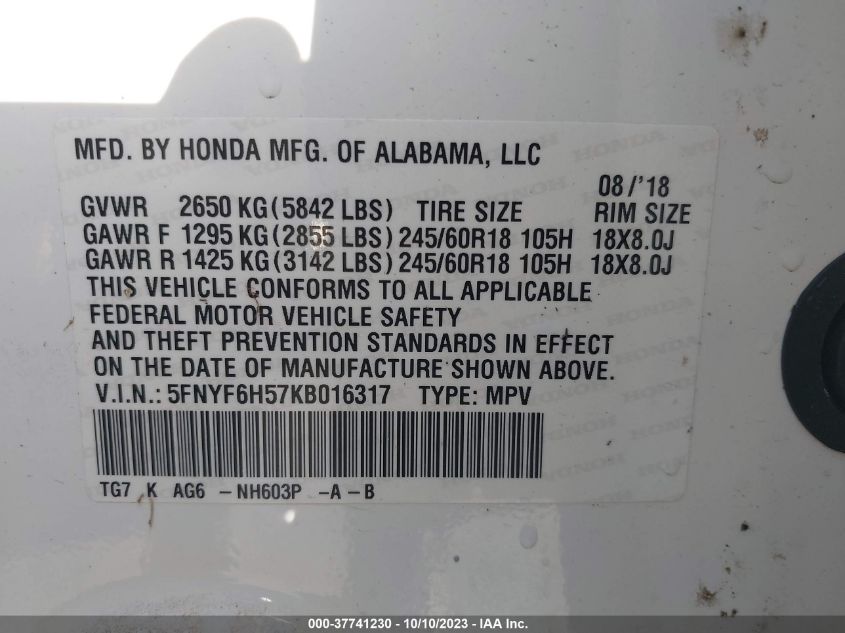 MFD. BY HONDA MFG. OF ALABAMA, LLC
08/'18
GVWR 2650 KG(5842 LBS) TIRE SIZE RIM SIZE
GAWR F 1295 KG(2855 LBS) 245/60R18 105H 18X8.0J
GAWR R 1425 KG(3142 LBS) 245/60R18 105H 18X8.0J
THIS VEHICLE CONFORMS TO ALL APPLICABLE
FEDERAL MOTOR VEHICLE SAFETY
AND THEFT PREVENTION STANDARDS IN EFFECT
ON THE DATE OF MANUFACTURE SHOWN ABOVE.
V.I.N.: 5FNYF6H57KB016317 TYPE: MPV
TG7 K AG6 -NH603P -A -B
000-37741230 - 10/10/2023 - IAA Inc.